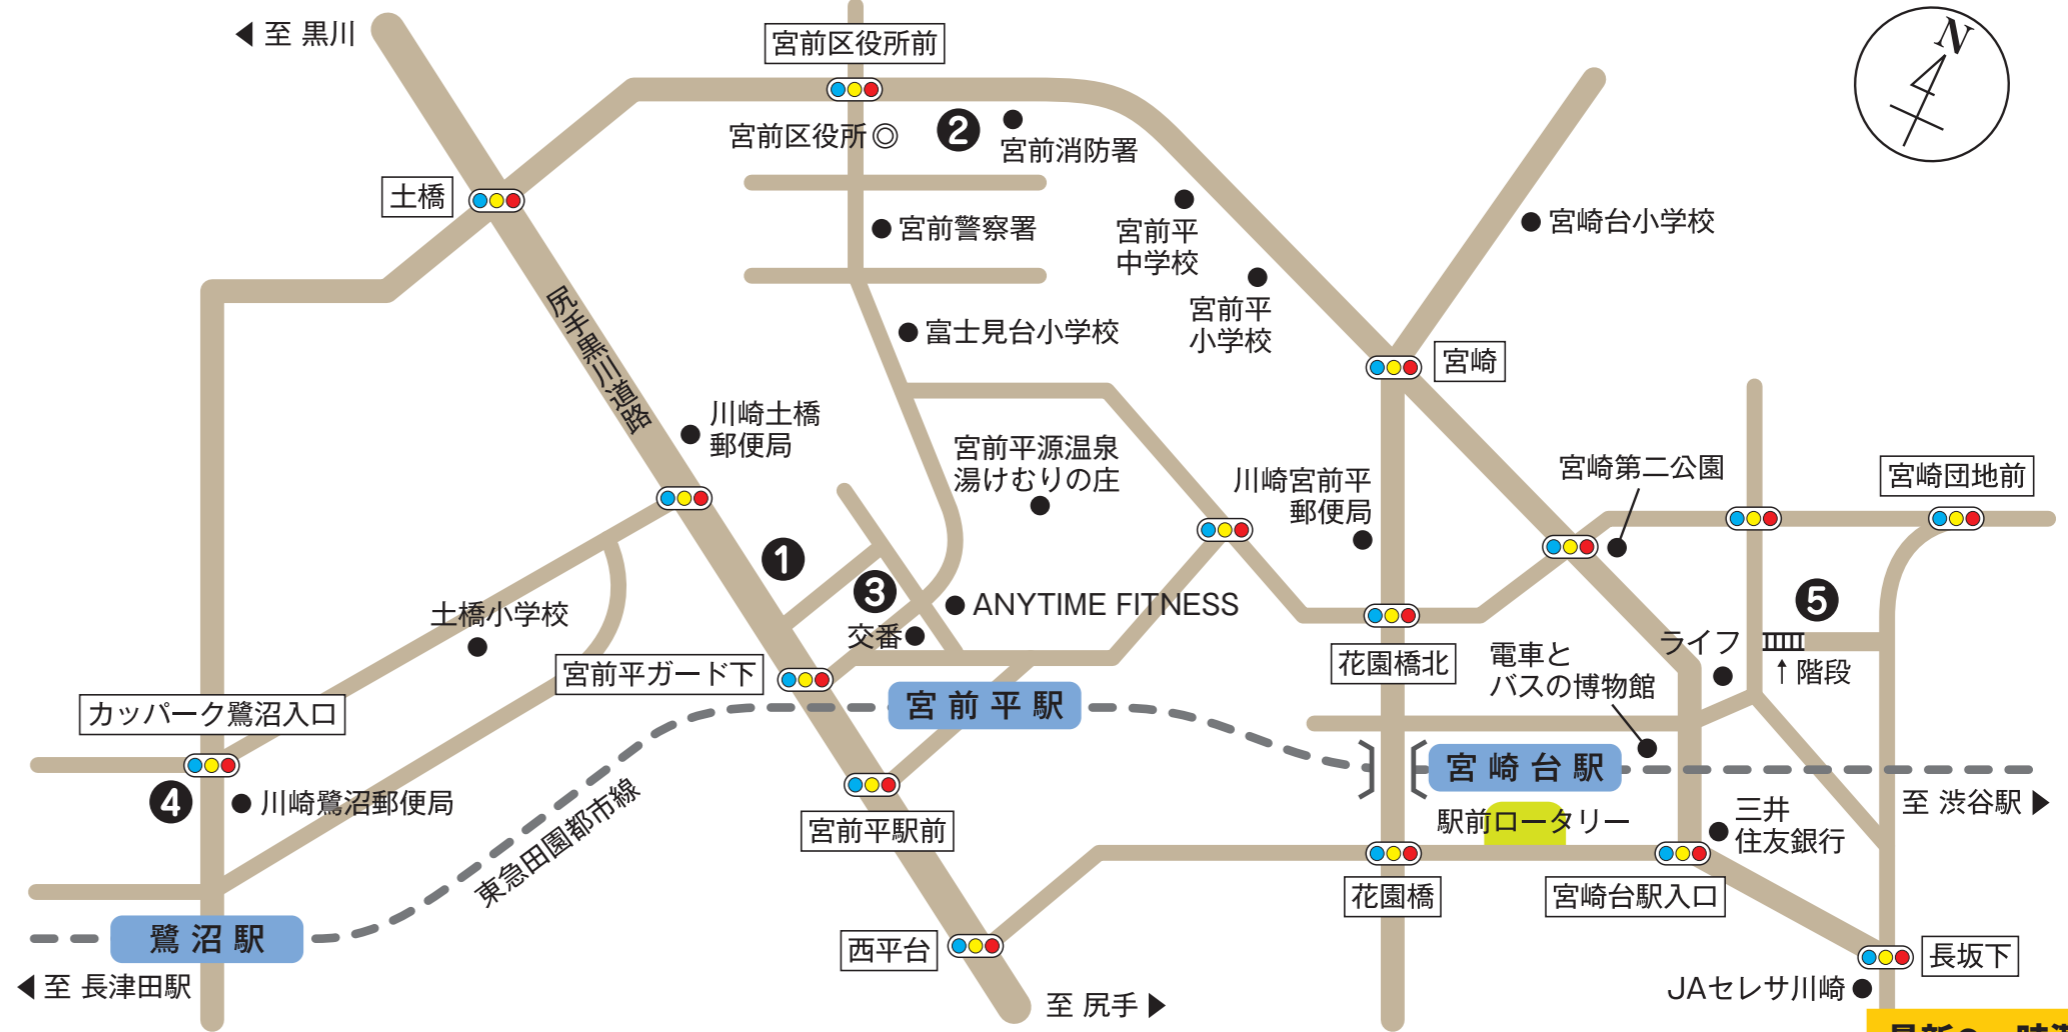 至 黒川
宮前区役所前
N
宮前区役所
2
宮前消防署
土橋
宮前警察署
宮前平
中学校
宮崎台小学校
宮前平
小学校
尻手黒川道路
富士見台小学校
宮崎
川崎土橋
郵便局
宮前平源温泉
湯けむりの庄
川崎宮前平
郵便局
宮崎第二公園
宮崎団地前
1
3
ANYTIME FITNESS
5
土橋小学校
交番
宮前平ガード下
花園橋北
電車と
バスの博物館
ライフ
↑階段
カッパーク鷺沼入口
宮前平駅
宮崎台駅
4
川崎鷺沼郵便局
東急田園都市線
宮前平駅前
駅前ロータリー
三井
住友銀行
至 渋谷駅
花園橋
宮崎台駅入口
鷺沼駅
西平台
長坂下
至 長津田駅
至 尻手
JAセレサ川崎